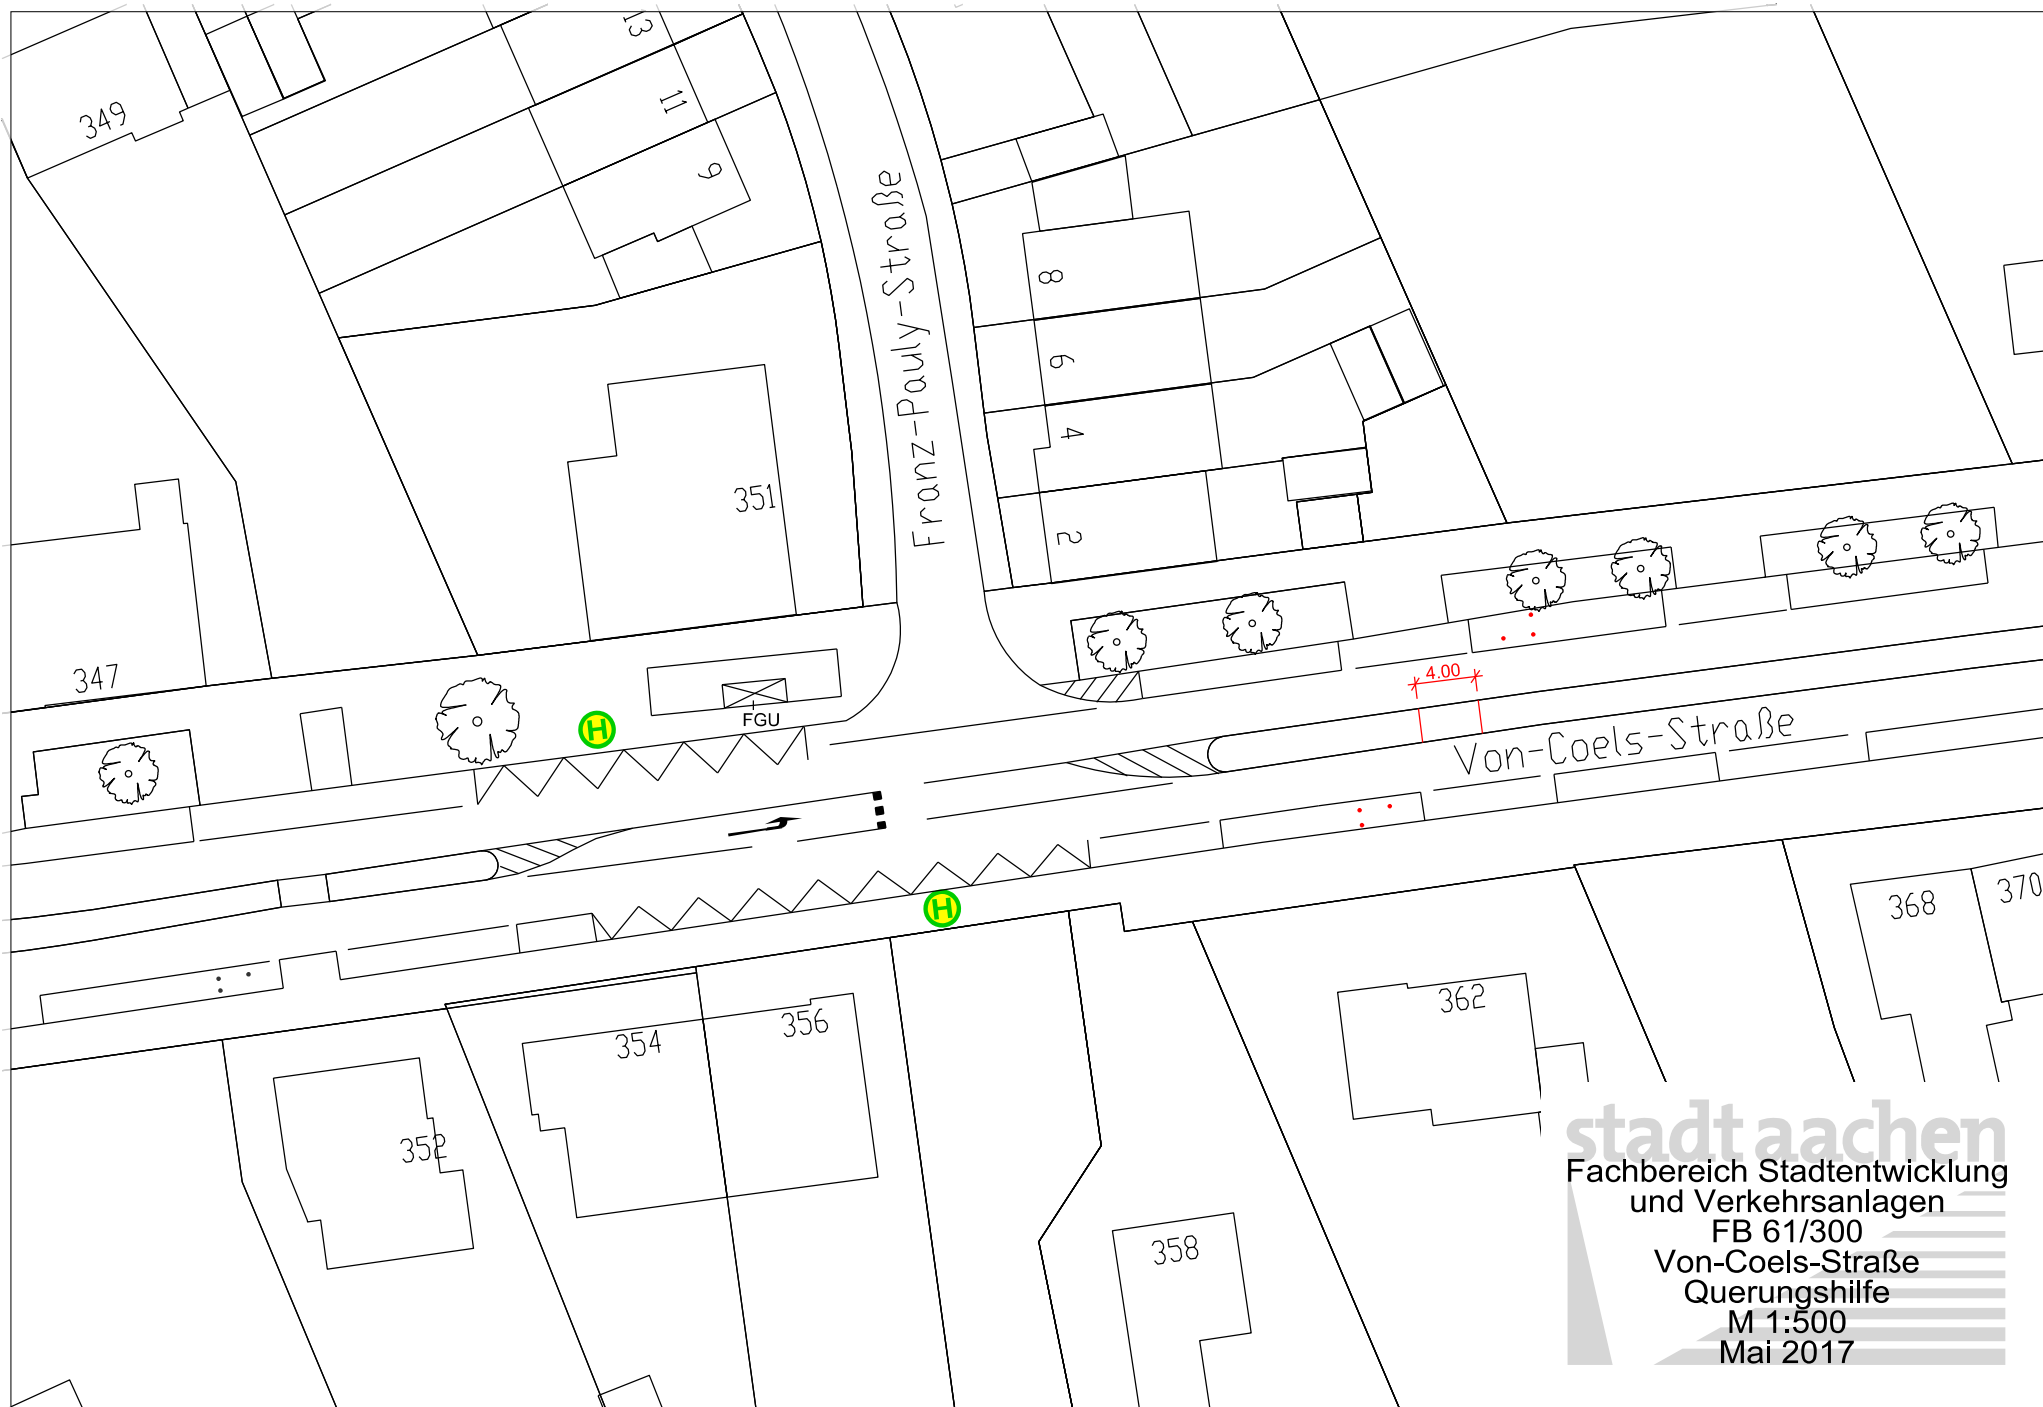 13
349
11
9
Franz-Pauly-Straße
8
6
351
4
2
347
4.00
H
FGU
Von-Coels-Straße
H
368
370
362
356
354
352
358
stadt aachen
Fachbereich Stadtentwicklung
und Verkehrsanlagen
FB 61/300
Von-Coels-Straße
Querungshilfe
M 1:500
Mai 2017